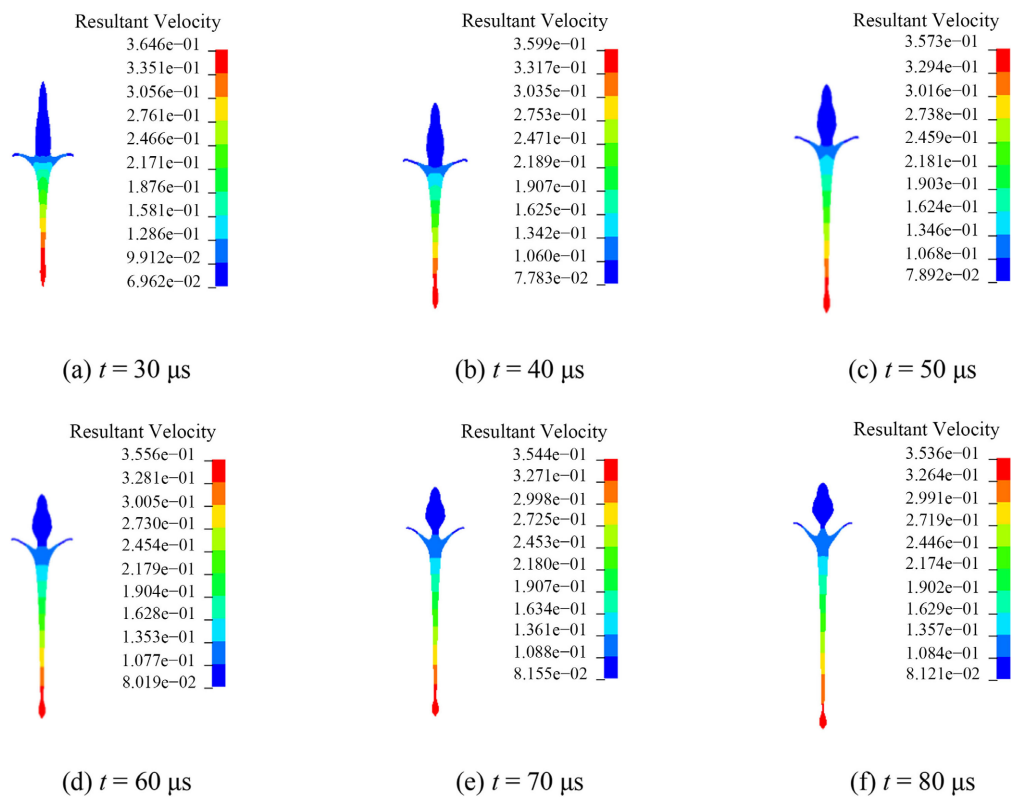 Resultant Velocity
3.646e−01
3.351e−01
3.056e−01
2.761e−01
2.466e−01
2.171e−01
1.876e−01
1.581e−01
1.286e−01
9.912e−02
6.962e−02
(a) t = 30 μs
Resultant Velocity
3.599e−01
3.317e−01
3.035e−01
2.753e−01
2.471e−01
2.189e−01
1.907e−01
1.625e−01
1.342e−01
1.060e−01
7.783e−02
(b) t = 40 μs
Resultant Velocity
3.573e−01
3.294e−01
3.016e−01
2.738e−01
2.459e−01
2.181e−01
1.903e−01
1.624e−01
1.346e−01
1.068e−01
7.892e−02
(c) t = 50 μs
Resultant Velocity
3.556e−01
3.281e−01
3.005e−01
2.730e−01
2.454e−01
2.179e−01
1.904e−01
1.628e−01
1.353e−01
1.077e−01
8.019e−02
(d) t = 60 μs
Resultant Velocity
3.544e−01
3.271e−01
2.998e−01
2.725e−01
2.453e−01
2.180e−01
1.907e−01
1.634e−01
1.361e−01
1.088e−01
8.155e−02
(e) t = 70 μs
Resultant Velocity
3.536e−01
3.264e−01
2.991e−01
2.719e−01
2.446e−01
2.174e−01
1.902e−01
1.629e−01
1.357e−01
1.084e−01
8.121e−02
(f) t = 80 μs